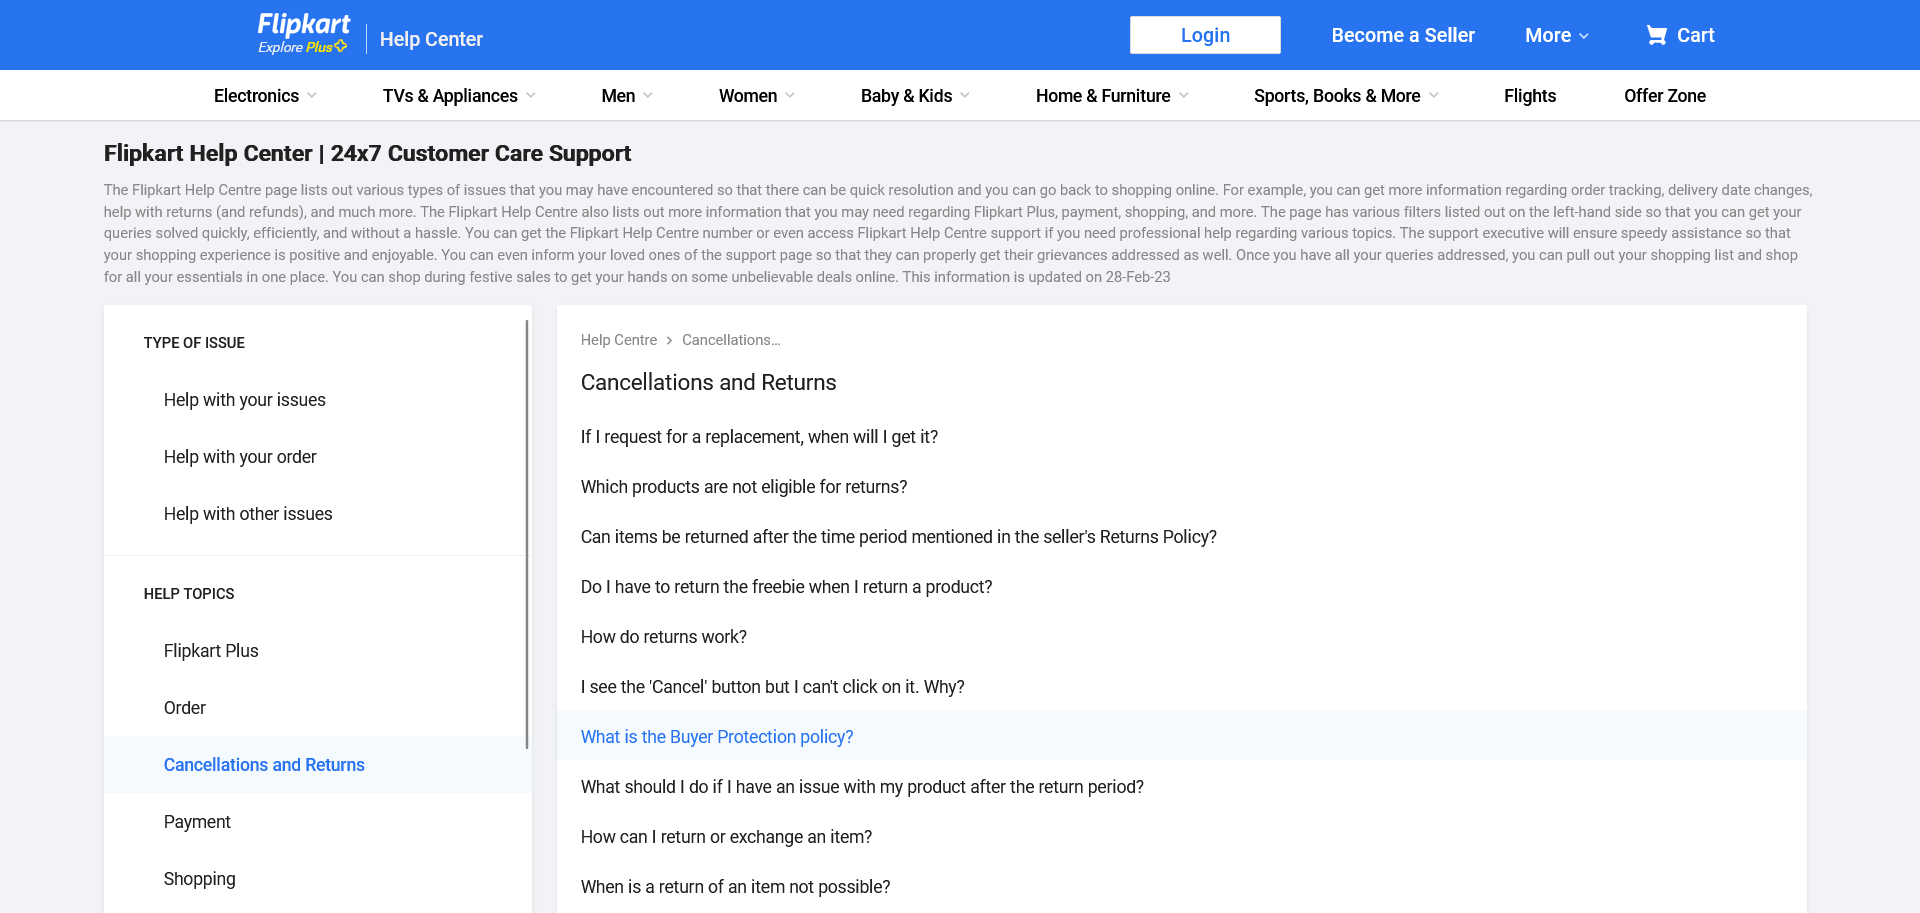 Flipkart
Explore Plus
Help Center
Login
Become a Seller
More
Cart
Electronics
TVs & Appliances
Men
Women
Baby & Kids
Home & Furniture
Sports, Books & More
Flights
Offer Zone
Flipkart Help Center | 24x7 Customer Care Support
The Flipkart Help Centre page lists out various types of issues that you may have encountered so that there can be quick resolution and you can go back to shopping online. For example, you can get more information regarding order tracking, delivery date changes,
help with returns (and refunds), and much more. The Flipkart Help Centre also lists out more information that you may need regarding Flipkart Plus, payment, shopping, and more. The page has various filters listed out on the left-hand side so that you can get your
queries solved quickly, efficiently, and without a hassle. You can get the Flipkart Help Centre number or even access Flipkart Help Centre support if you need professional help regarding various topics. The support executive will ensure speedy assistance so that
your shopping experience is positive and enjoyable. You can even inform your loved ones of the support page so that they can properly get their grievances addressed as well. Once you have all your queries addressed, you can pull out your shopping list and shop
for all your essentials in one place. You can shop during festive sales to get your hands on some unbelievable deals online. This information is updated on 28-Feb-23
TYPE OF ISSUE
Help with your issues
Help with your order
Help with other issues
HELP TOPICS
Flipkart Plus
Order
Cancellations and Returns
Payment
Shopping
Help Centre
Cancellations...
Cancellations and Returns
If I request for a replacement, when will I get it?
Which products are not eligible for returns?
Can items be returned after the time period mentioned in the seller's Returns Policy?
Do I have to return the freebie when I return a product?
How do returns work?
I see the 'Cancel' button but I can't click on it. Why?
What is the Buyer Protection policy?
What should I do if I have an issue with my product after the return period?
How can I return or exchange an item?
When is a return of an item not possible?